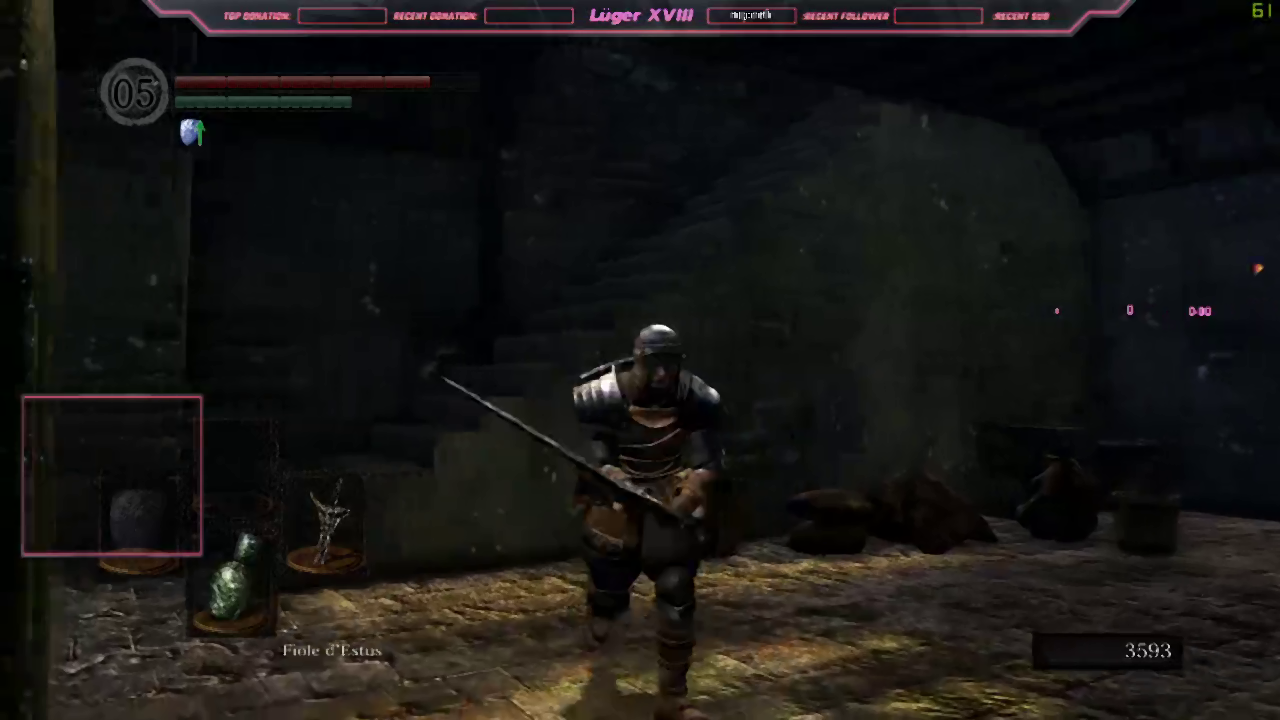 TOP DONATION: RECENT DONATION: Lüger XVIII :RECENT FOLLOWER :RECENT SUB
61
05
0 0-00
Fiole d'Estus
3593